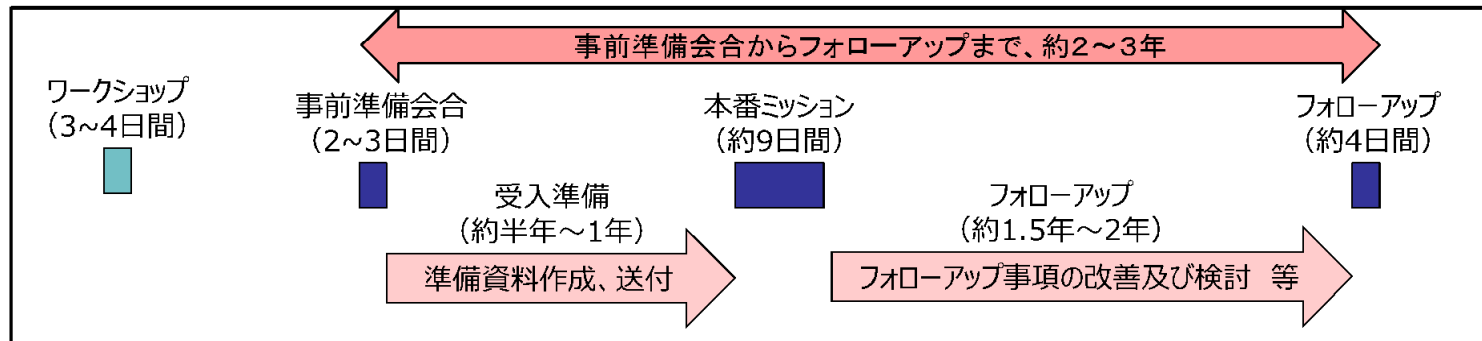 事前準備会合からフォローアップまで、約2～3年
ワークショップ
（3~4日間）
事前準備会合
（2~3日間）
本番ミッション
（約9日間）
フォローアップ
（約4日間）
受入準備
（約半年～1年）
フォローアップ
（約1.5年～2年）
準備資料作成、送付
フォローアップ事項の改善及び検討　等